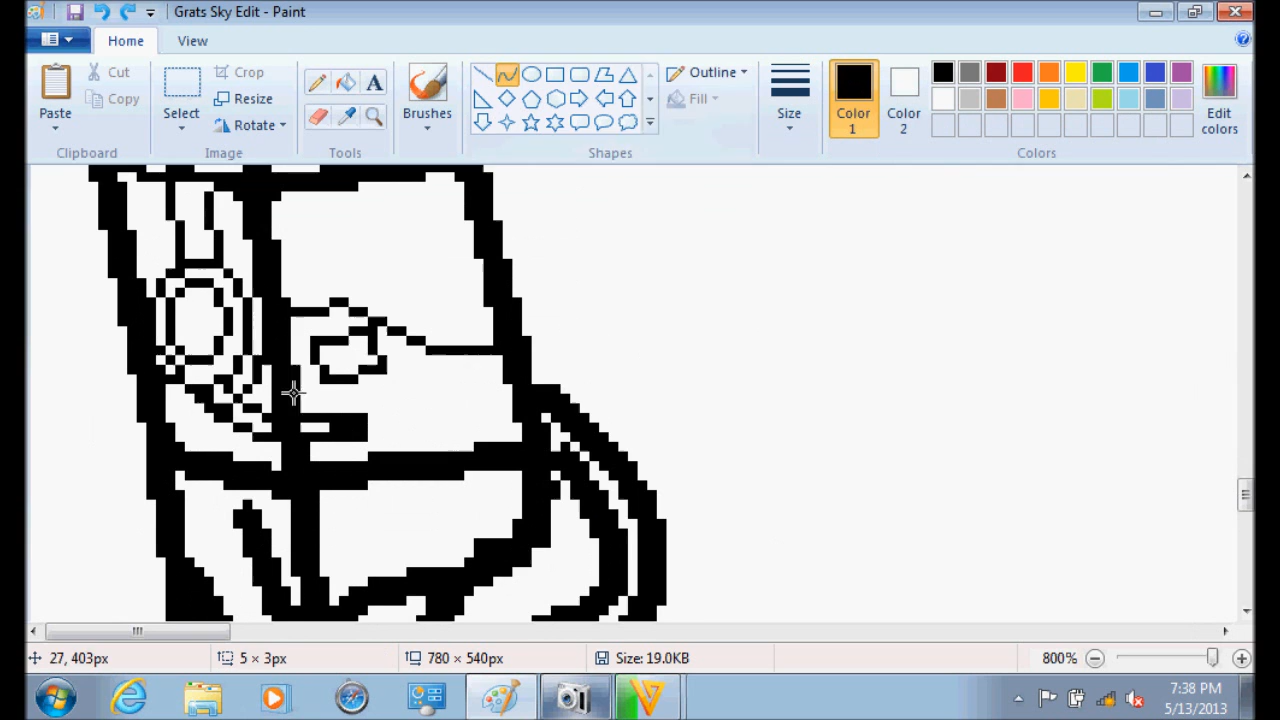 Grats Sky Edit - Paint
Home View
Paste
Cut
Copy
Clipboard
Select
Crop
Resize
Rotate
Image
A
Tools
Brushes
Outline
Fill
Shapes
Size
Color 1
Color 2
Edit colors
Colors
27, 403px
5 × 3px
780 × 540px
Size: 19.0KB
800%
7:38 PM
5/13/2013